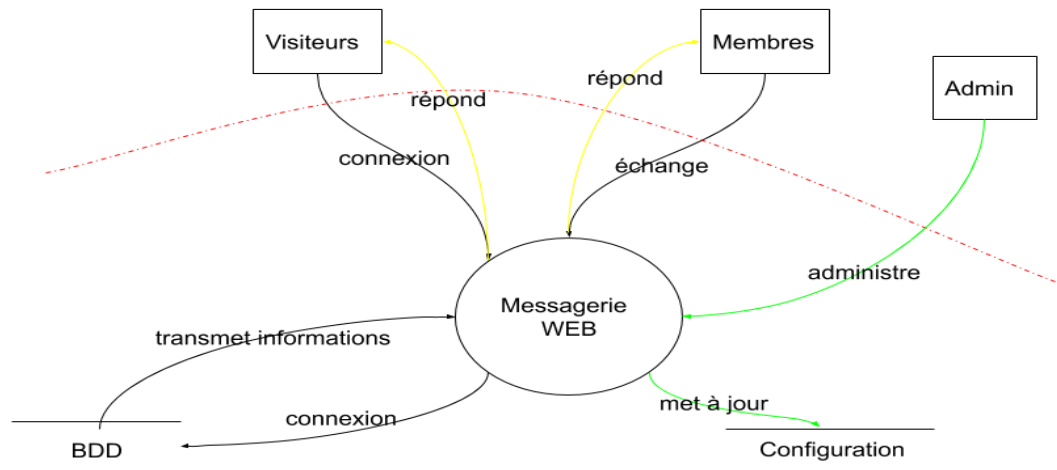 Visiteurs
Membres
répond
Admin
répond
connexion
échange
administre
Messagerie
WEB
transmet informations
met à jour
connexion
BDD
Configuration